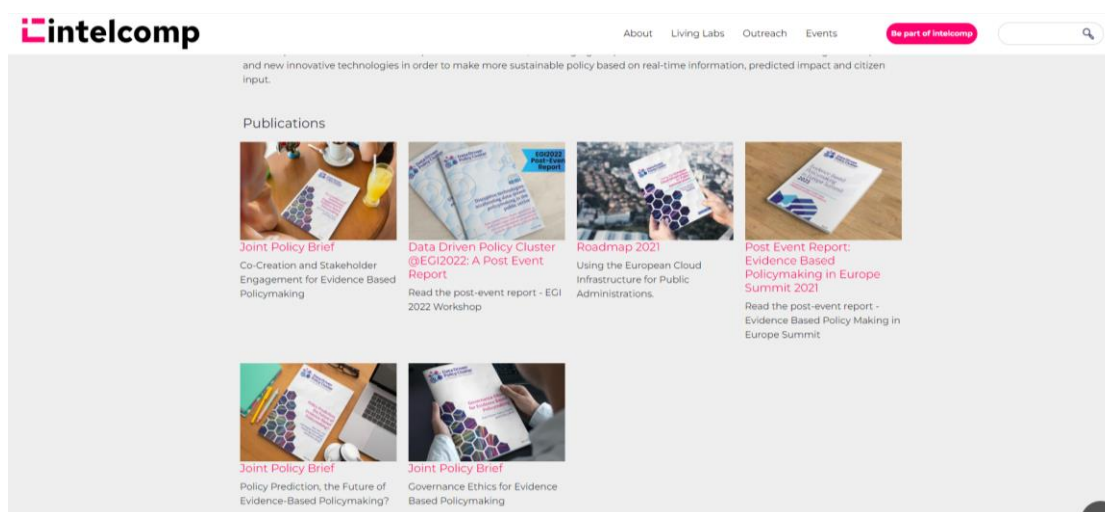 intelcomp
About Living Labs Outreach Events Be part of intelcomp
and new innovative technologies in order to make more sustainable policy based on real-time information, predicted impact and citizen
input.
Publications
EGI2022
Post-Event
Report
Joint Policy Brief
Co-Creation and Stakeholder
Engagement for Evidence Based
Policymaking
Data Driven Policy Cluster
@EGI2022: A Post Event
Report
Read the post-event report - EGI
2022 Workshop
Roadmap 2021
Using the European Cloud
Infrastructure for Public
Administrations.
Post Event Report:
Evidence Based
Policymaking in Europe
Summit 2021
Read the post-event report -
Evidence Based Policy Making in
Europe Summit
Joint Policy Brief
Policy Prediction, the Future of
Evidence-Based Policymaking?
Joint Policy Brief
Governance Ethics for Evidence
Based Policymaking